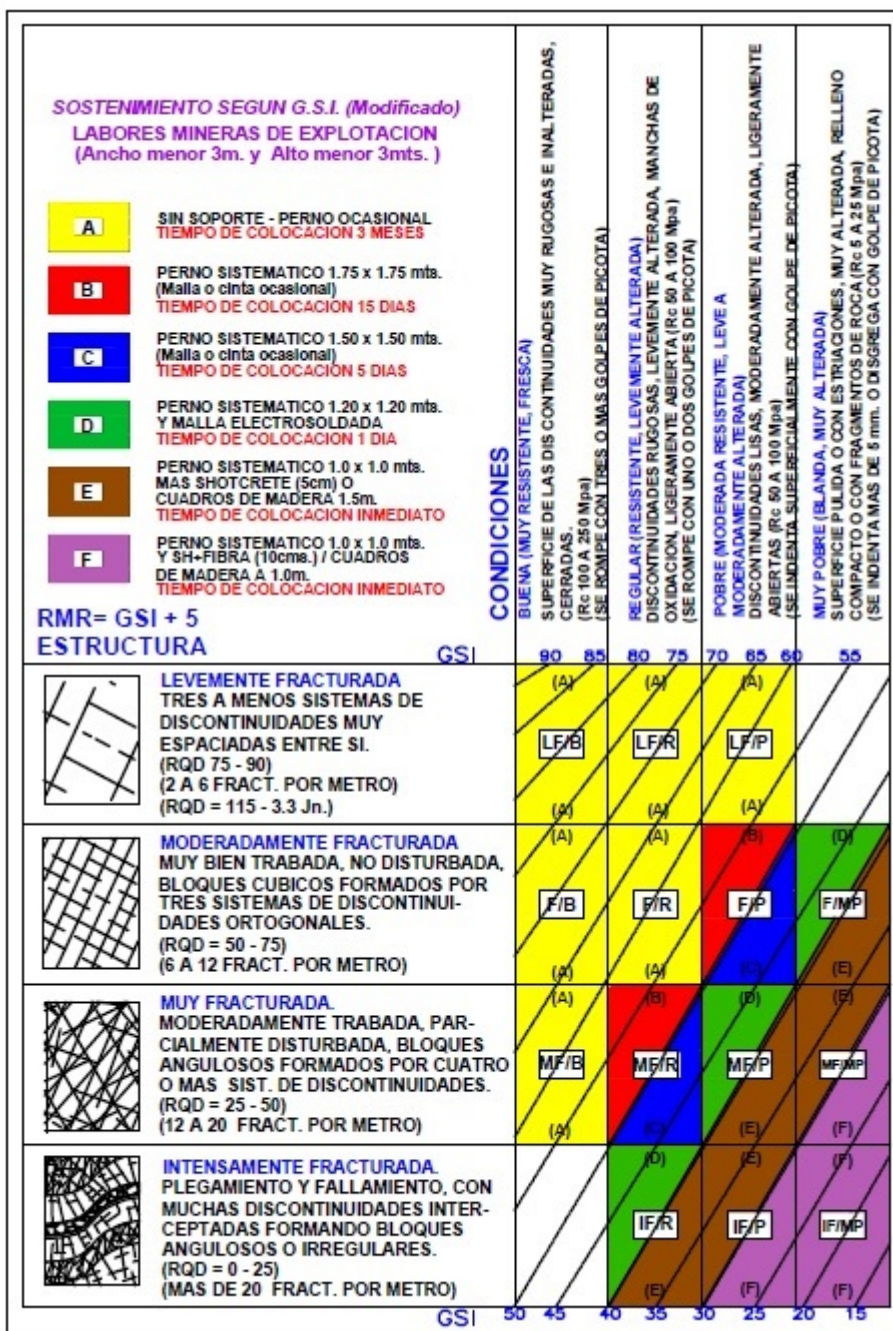 SOSTENIMIENTO SEGUN G.S.I. (Modificado)
LABORES MINERAS DE EXPLOTACION
(Ancho menor 3m. y Alto menor 3mts. )
A
SIN SOPORTE - PERNO OCASIONAL
TIEMPO DE COLOCACION 3 MESES
B
PERNO SISTEMATICO 1.75 x 1.75 mts.
(Malla o cinta ocasional)
TIEMPO DE COLOCACION 15 DIAS
C
PERNO SISTEMATICO 1.50 x 1.50 mts.
(Malla o cinta ocasional)
TIEMPO DE COLOCACION 5 DIAS
D
PERNO SISTEMATICO 1.20 x 1.20 mts.
Y MALLA ELECTROSOLDADA
TIEMPO DE COLOCACION 1 DIA
E
PERNO SISTEMATICO 1.0 x 1.0 mts.
MAS SHOTCRETE (5cm) O
CUADROS DE MADERA 1.5m.
TIEMPO DE COLOCACION INMEDIATO
F
PERNO SISTEMATICO 1.0 x 1.0 mts.
Y SH+FIBRA (10cms.) / CUADROS
DE MADERA A 1.0m.
TIEMPO DE COLOCACION INMEDIATO
RMR= GSI + 5
ESTRUCTURA
CONDICIONES
BUENA (MUY RESISTENTE, FRESCA)
SUPERFICIE DE LAS DISCONTINUIDADES MUY RUGOSAS E INALTERADAS,
CERRADAS.
(Rc 100 A 250 Mpa)
(SE ROMPE CON TRES O MAS GOLPES DE PICOTA)
REGULAR (RESISTENTE, LEVEMENTE ALTERADA)
DISCONTINUIDADES RUGOSAS, LEVEMENTE ALTERADA, MANCHAS DE
OXIDACION, LIGERAMENTE ABIERTA (Rc 50 A 100 Mpa)
(SE ROMPE CON UNO O DOS GOLPES DE PICOTA)
POBRE (MODERADA RESISTENTE, LEVE A
MODERADAMENTE ALTERADA)
DISCONTINUIDADES LISAS, MODERADAMENTE ALTERADA, LIGERAMENTE
ABIERTAS (Rc 50 A 100 Mpa)
(SE INDENTA SUPERFICIALMENTE CON GOLPE DE PICOTA)
MUY POBRE (BLANDA, MUY ALTERADA)
SUPERFICIE PULIDA O CON ESTRIACIONES, MUY ALTERADA, RELLENO
COMPACTO O CON FRAGMENTOS DE ROCA (Rc 5 A 25 Mpa)
(SE INDENTA MAS DE 5 mm. O DISGREGA CON GOLPE DE PICOTA)
GSI 90 85 80 75 70 65 60 55
LEVEMENTE FRACTURADA
TRES A MENOS SISTEMAS DE
DISCONTINUIDADES MUY
ESPACIADAS ENTRE SI.
(RQD 75 - 90)
(2 A 6 FRACT. POR METRO)
(RQD = 115 - 3.3 Jn.)
(A) (A) (A)
LF/B LF/R LF/P
(A) (A) (A)
MODERADAMENTE FRACTURADA
MUY BIEN TRABADA, NO DISTURBADA,
BLOQUES CUBICOS FORMADOS POR
TRES SISTEMAS DE DISCONTINUI-
DADES ORTOGONALES.
(RQD = 50 - 75)
(6 A 12 FRACT. POR METRO)
(A) (A) (B) (D)
F/B F/R F/P F/MP
(A) (A) (C) (E)
MUY FRACTURADA.
MODERADAMENTE TRABADA, PAR-
CIALMENTE DISTURBADA, BLOQUES
ANGULOSOS FORMADOS POR CUATRO
O MAS SIST. DE DISCONTINUIDADES.
(RQD = 25 - 50)
(12 A 20 FRACT. POR METRO)
(A) (B) (D) (E)
MF/B MF/R MF/P MF/MP
(A) (C) (E) (F)
INTENSAMENTE FRACTURADA.
PLEGAMIENTO Y FALLAMIENTO, CON
MUCHAS DISCONTINUIDADES INTER-
CEPTADAS FORMANDO BLOQUES
ANGULOSOS O IRREGULARES.
(RQD = 0 - 25)
(MAS DE 20 FRACT. POR METRO)
(D) (E) (F)
IF/R IF/P IF/MP
(E) (F) (F)
GSI 50 45 40 35 30 25 20 15